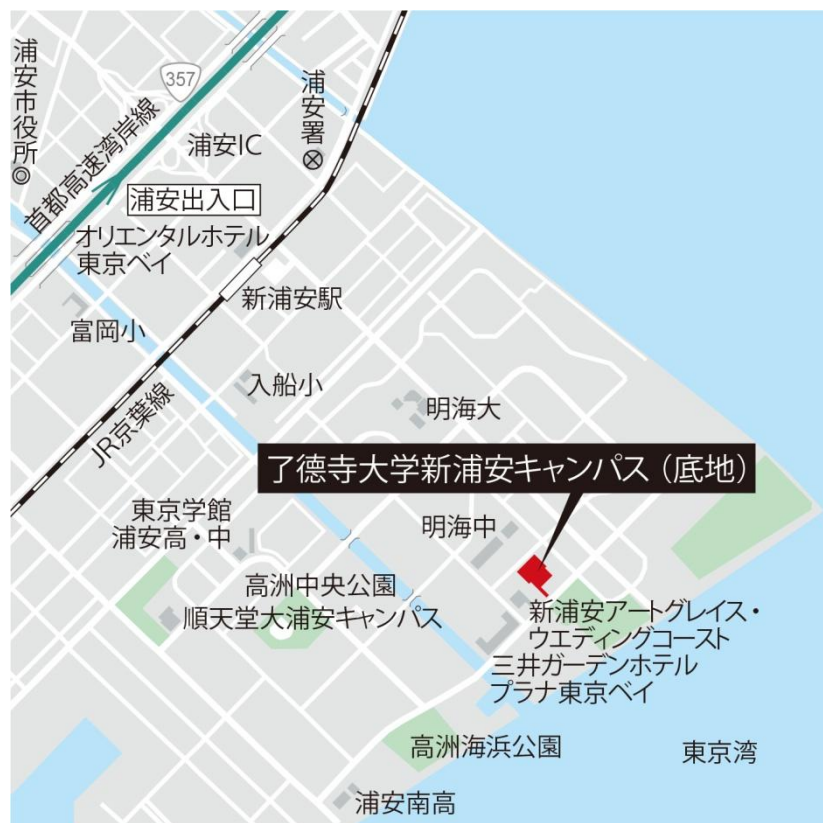 浦安市役所
357
浦安署
首都高速湾岸線
浦安IC
浦安出入口
オリエンタルホテル
東京ベイ
新浦安駅
富岡小
入船小
JR京葉線
明海大
了德寺大学新浦安キャンパス（底地）
東京学館
浦安高・中
明海中
高洲中央公園
順天堂大浦安キャンパス
新浦安アートグレイス・
ウエディングコースト
三井ガーデンホテル
プラナ東京ベイ
高洲海浜公園
東京湾
浦安南高